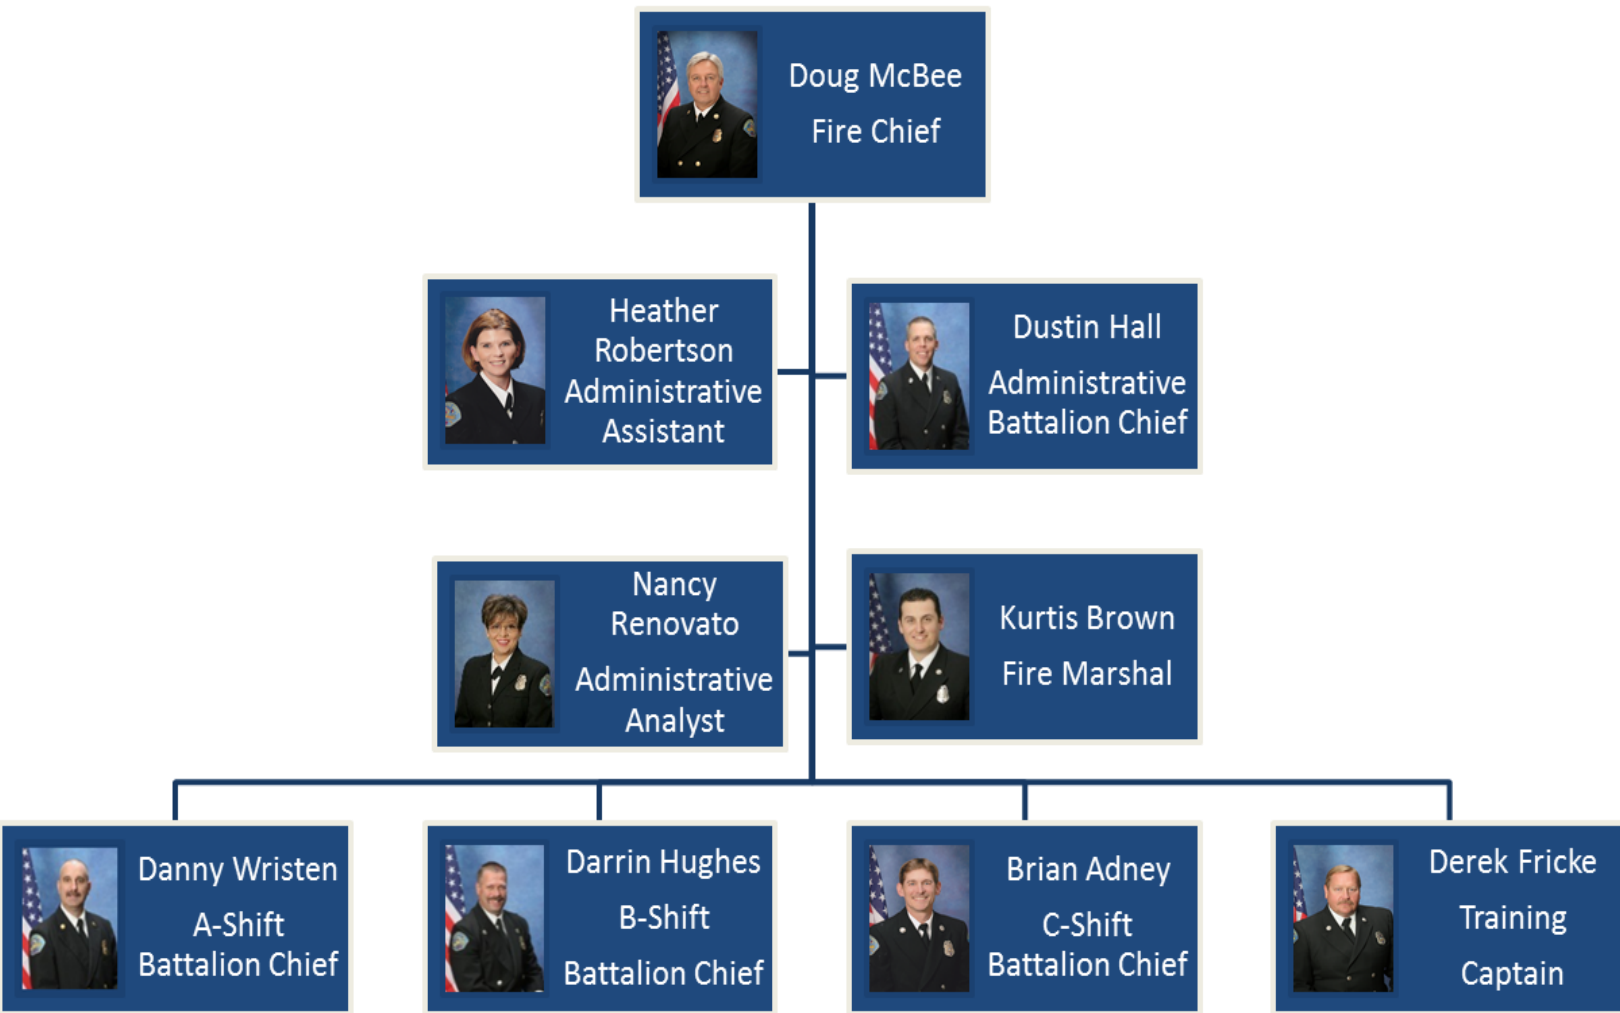 Doug McBee
Fire Chief
Heather
Robertson
Administrative
Assistant
Dustin Hall
Administrative
Battalion Chief
Nancy
Renovato
Administrative
Analyst
Kurtis Brown
Fire Marshal
Danny Wristen
A-Shift
Battalion Chief
Darrin Hughes
B-Shift
Battalion Chief
Brian Adney
C-Shift
Battalion Chief
Derek Fricke
Training
Captain